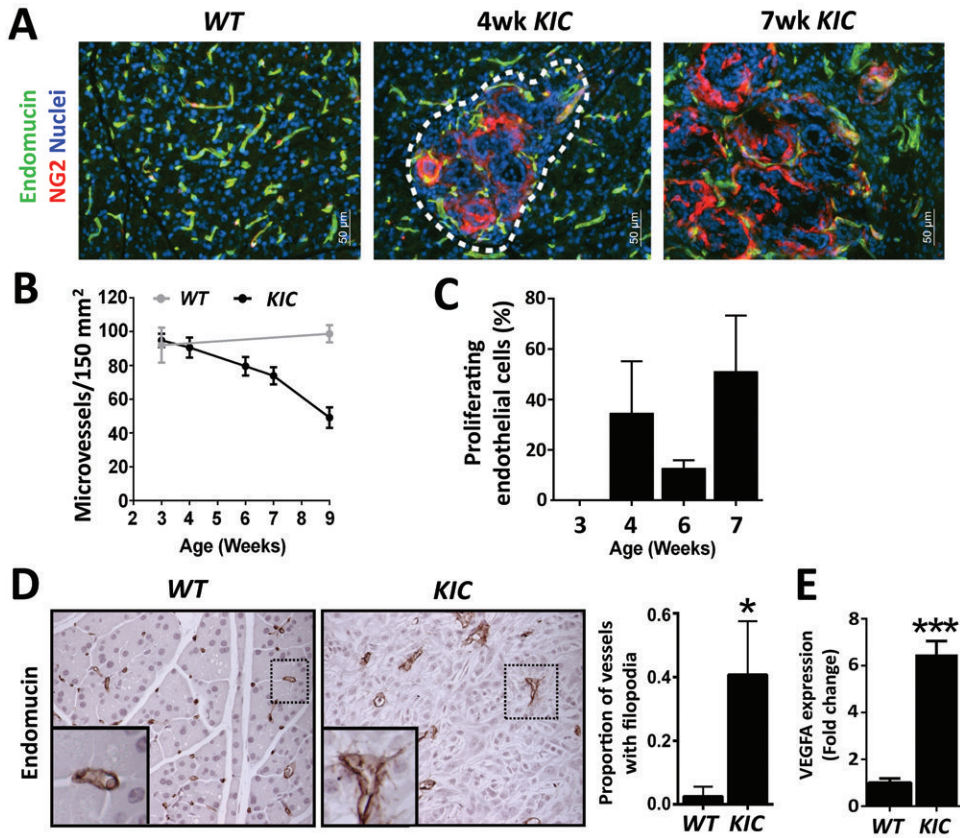 A
WT
4wk KIC
7wk KIC
Endomucin
NG2 Nuclei
50 µm
50 µm
50 µm
B
Microvessels/150 mm²
WT
KIC
120
100
80
60
40
20
0
2 3 4 5 6 7 8 9
Age (Weeks)
C
Proliferating
endothelial cells (%)
80
60
40
20
0
3 4 6 7
Age (Weeks)
D
WT
KIC
Endomucin
Proportion of vessels
with filopodia
0.6
0.4
0.2
0.0
*
WT KIC
E
VEGFA expression
(Fold change)
8
6
4
2
0
***
WT KIC